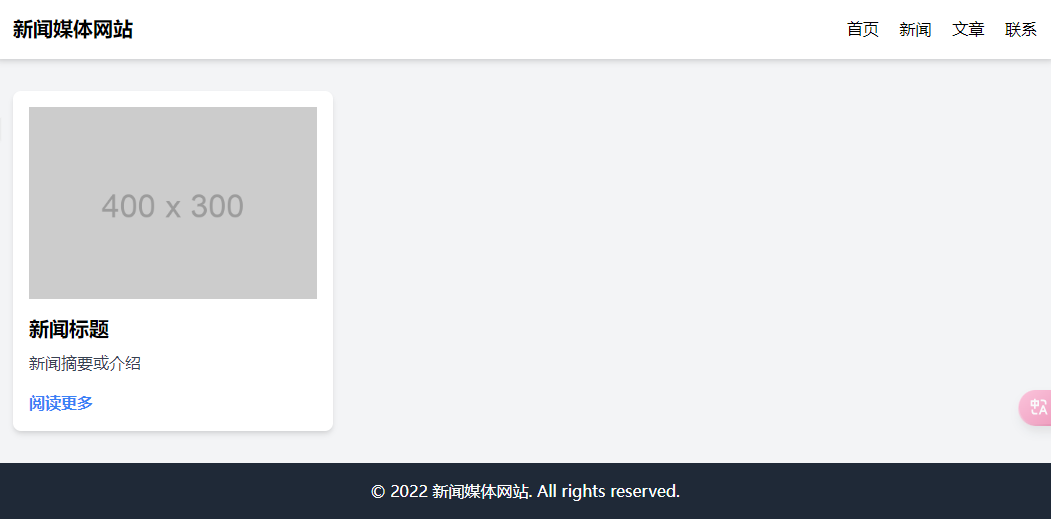 新闻媒体网站
首页 新闻 文章 联系
400 x 300
新闻标题
新闻摘要或介绍
阅读更多
中 A
© 2022 新闻媒体网站. All rights reserved.